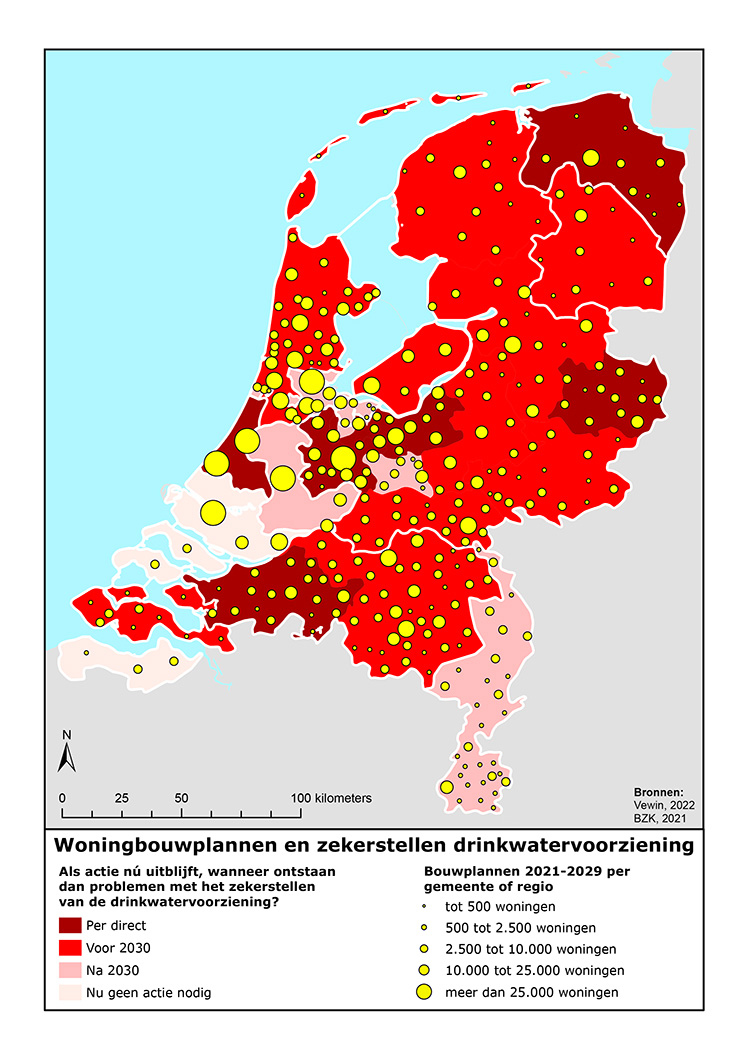 N
0 25 50 100 kilometers
Bronnen:
Vewin, 2022
BZK, 2021
Woningbouwplannen en zekerstellen drinkwatervoorziening
Als actie nú uitblijft, wanneer ontstaan
dan problemen met het zekerstellen
van de drinkwatervoorziening?
Per direct
Voor 2030
Na 2030
Nu geen actie nodig
Bouwplannen 2021-2029 per
gemeente of regio
tot 500 woningen
500 tot 2.500 woningen
2.500 tot 10.000 woningen
10.000 tot 25.000 woningen
meer dan 25.000 woningen